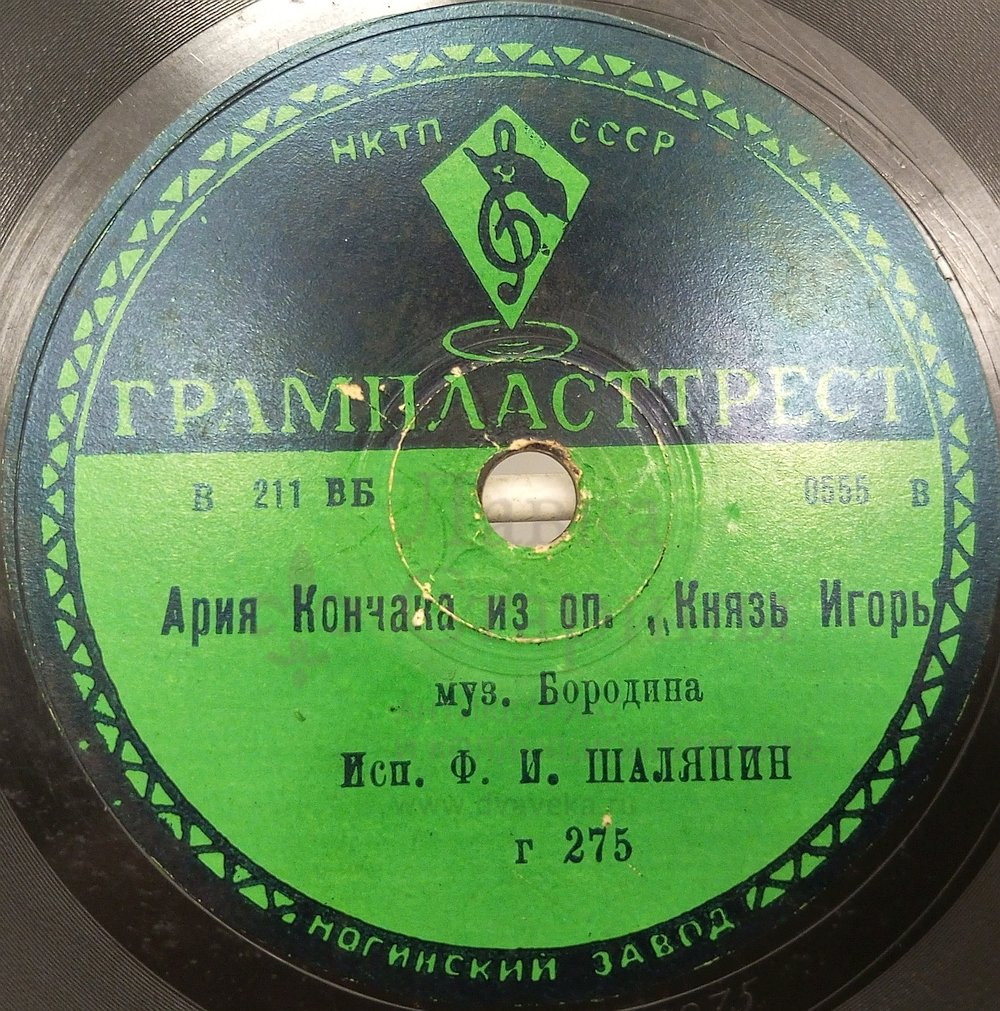 НКТП СССР
ГРАМПЛАСТТРЕСТ
В 211 ВБ 0555 В
Ария Кончака из оп. „Князь Игорь"
муз. Бородина
Исп. Ф. И. ШАЛЯПИН
г 275
НОГИНСКИЙ ЗАВОД